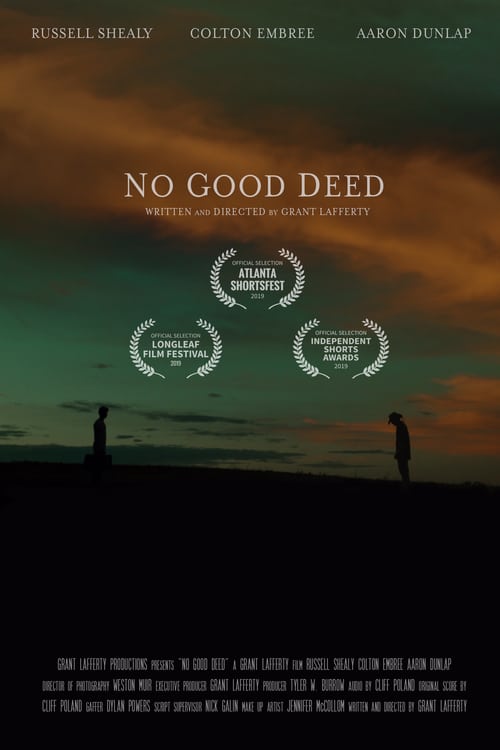 RUSSELL SHEALY COLTON EMBREE AARON DUNLAP
NO GOOD DEED
WRITTEN AND DIRECTED BY GRANT LAFFERTY
OFFICIAL SELECTION
ATLANTA
SHORTSFEST
2019
OFFICIAL SELECTION
LONGLEAF
FILM FESTIVAL
2019
OFFICIAL SELECTION
INDEPENDENT
SHORTS
AWARDS
2019
GRANT LAFFERTY PRODUCTIONS PRESENTS "NO GOOD DEED" A GRANT LAFFERTY FILM RUSSELL SHEALY COLTON EMBREE AARON DUNLAP
DIRECTOR OF PHOTOGRAPHY WESTON MUIR EXECUTIVE PRODUCER GRANT LAFFERTY PRODUCER TYLER W. BURROW AUDIO BY CLIFF POLAND ORIGINAL SCORE BY
CLIFF POLAND GAFFER DYLAN POWERS SCRIPT SUPERVISOR NICK GALIN MAKE UP ARTIST JENNIFER McCOLLOM WRITTEN AND DIRECTED BY GRANT LAFFERTY